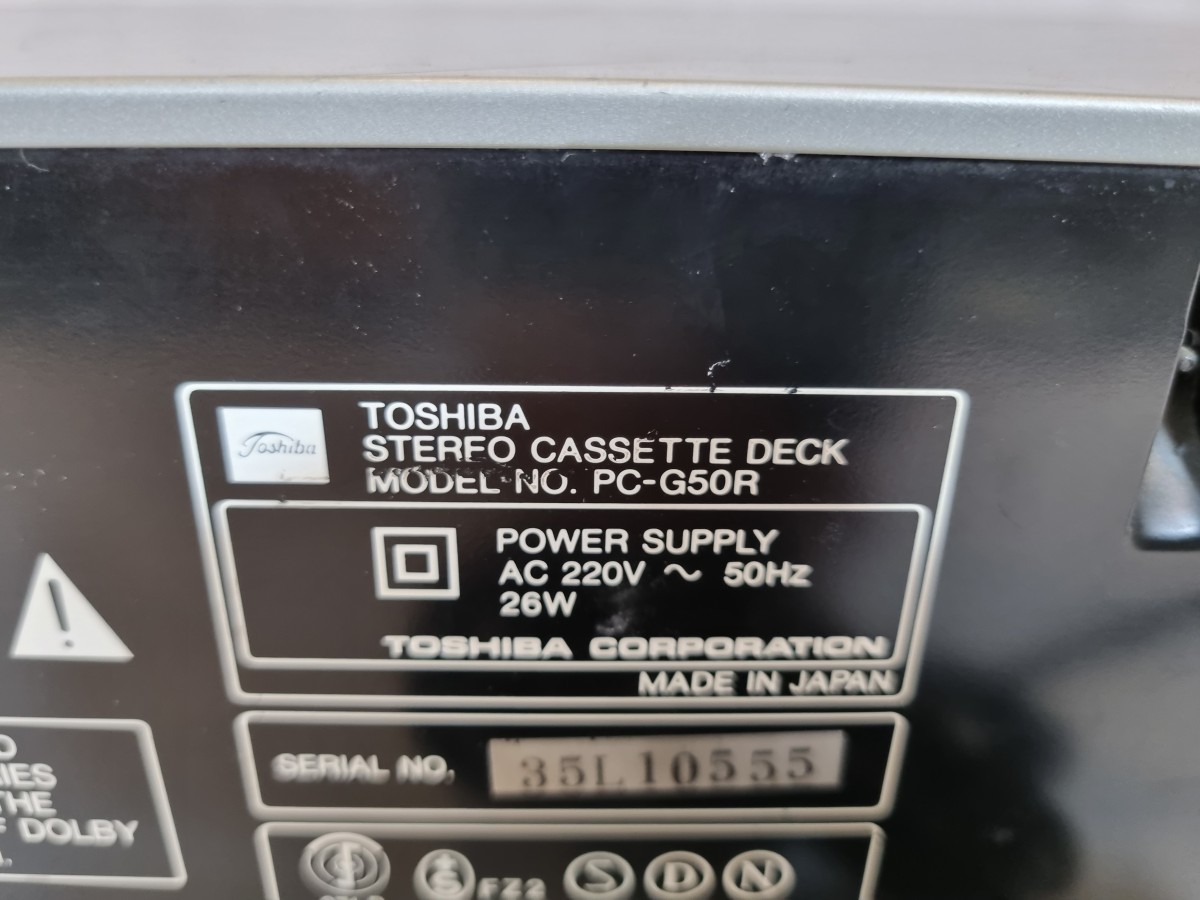 Toshiba
TOSHIBA
STEREO CASSETTE DECK
MODEL NO. PC-G50R
POWER SUPPLY
AC 220V ~ 50Hz
26W
TOSHIBA CORPORATION
MADE IN JAPAN
SERIAL NO. 35L10555
THE
DOLBY
FZ2
S D N